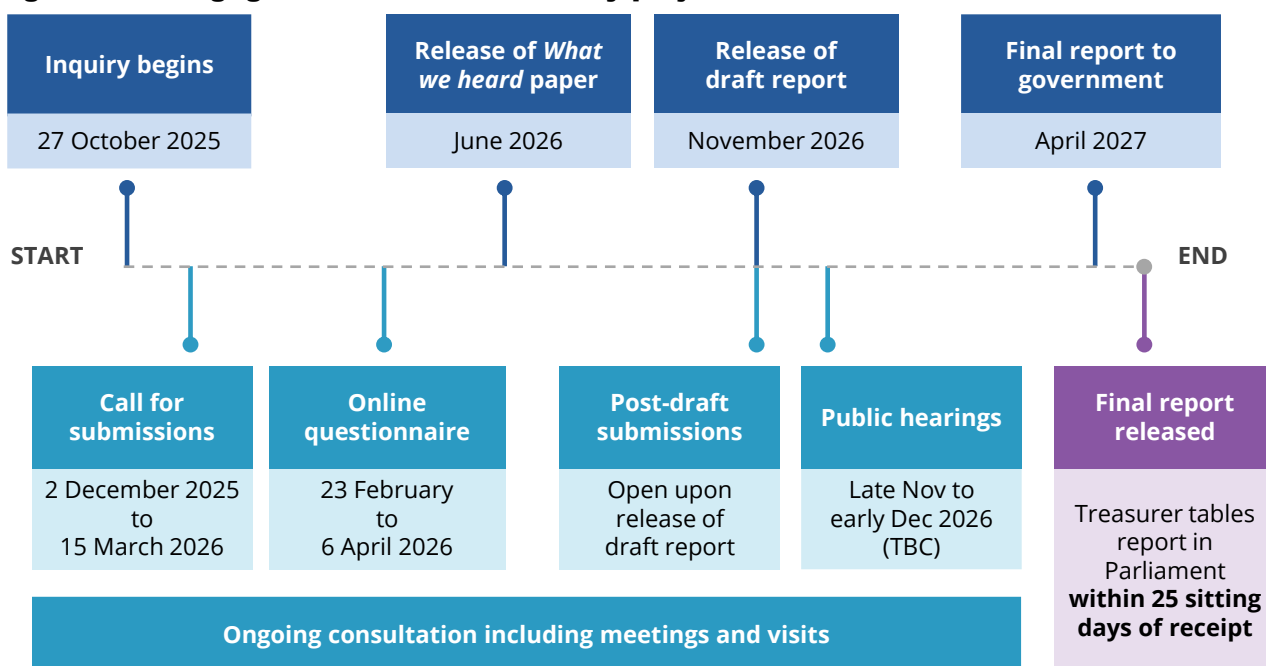 Inquiry begins
27 October 2025
Release of What
we heard paper
June 2026
Release of
draft report
November 2026
Final report to
government
April 2027
START
END
Call for
submissions
2 December 2025
to
15 March 2026
Online
questionnaire
23 February
to
6 April 2026
Post-draft
submissions
Open upon
release of
draft report
Public hearings
Late Nov to
early Dec 2026
(TBC)
Final report
released
Treasurer tables
report in
Parliament
within 25 sitting
days of receipt
Ongoing consultation including meetings and visits